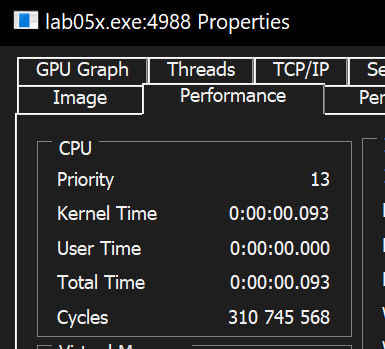 lab05x.exe:4988 Properties
GPU Graph Threads TCP/IP Se
Image Performance Per
CPU
Priority 13
Kernel Time 0:00:00.093
User Time 0:00:00.000
Total Time 0:00:00.093
Cycles 310 745 568